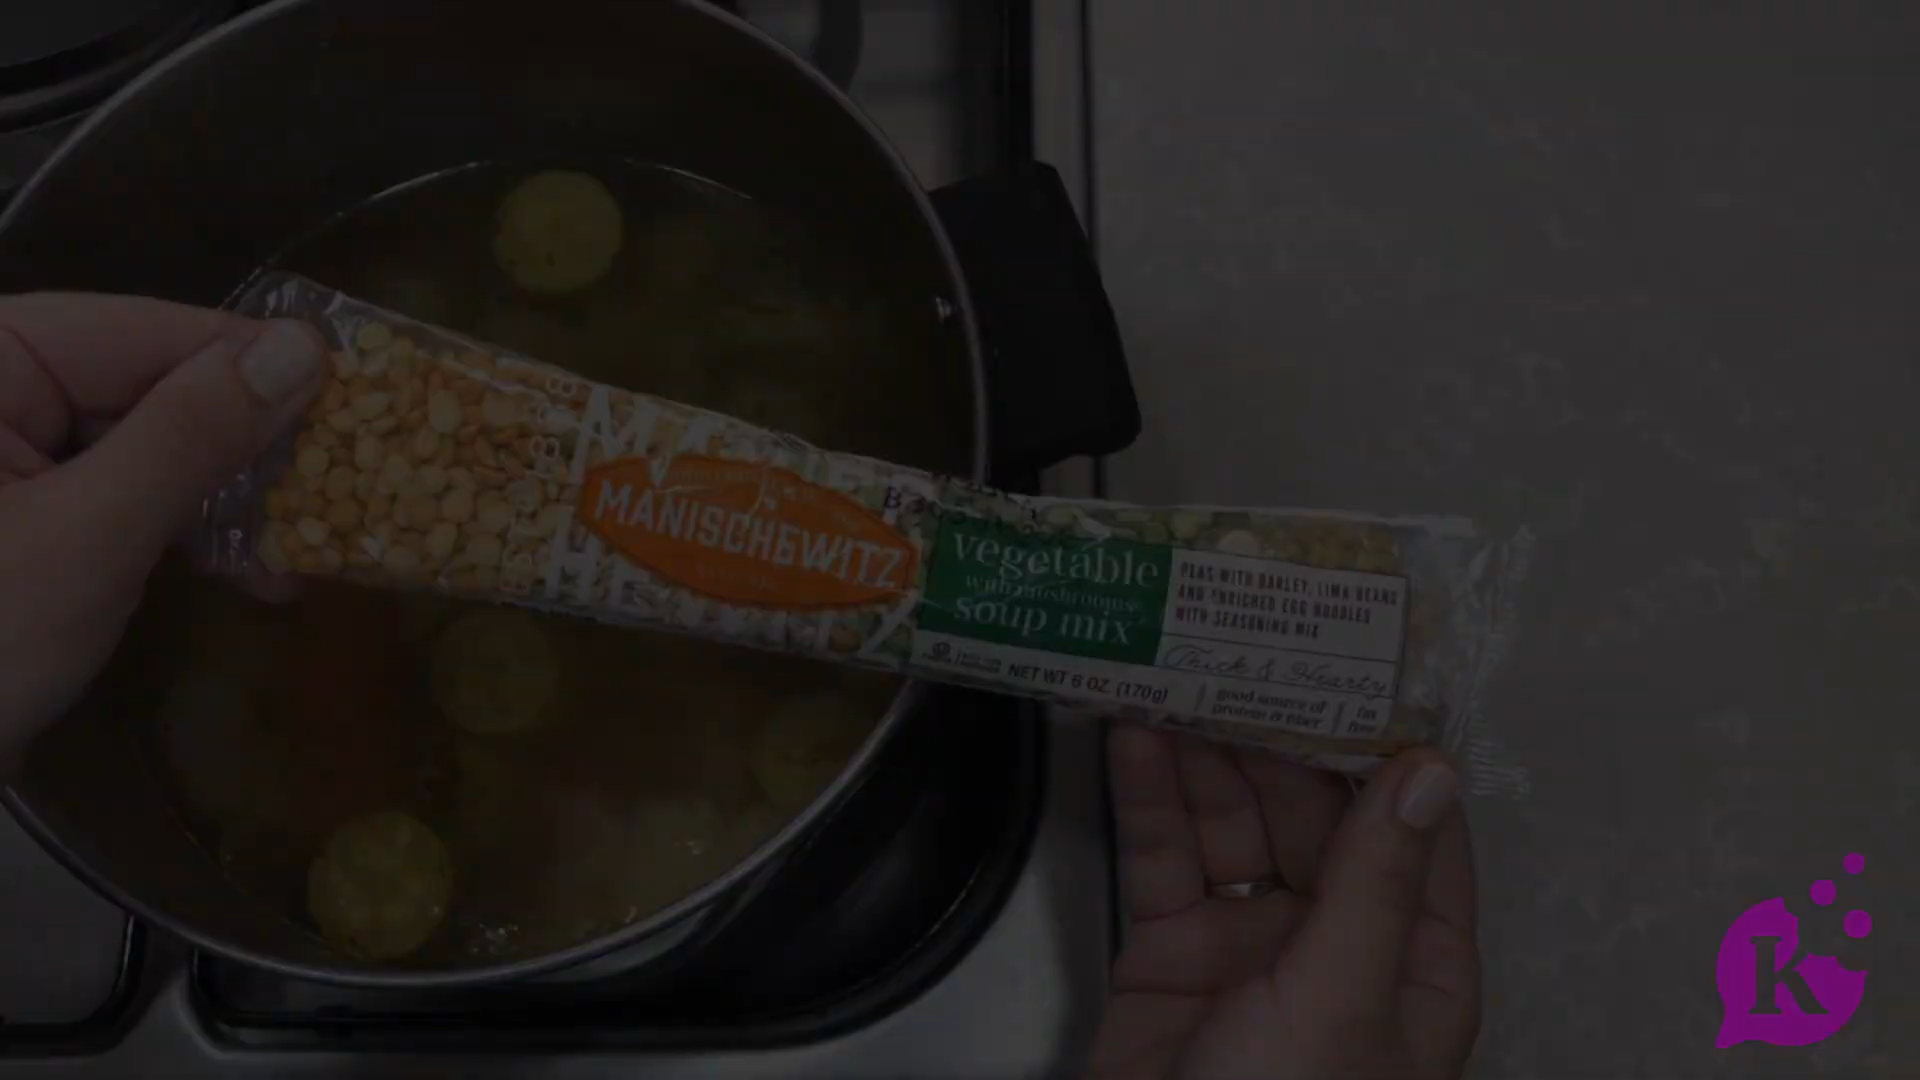 MANISCHEWITZ
vegetable
with mushrooms
soup mix
PEAS WITH BARLEY, LIMA BEANS
AND ENRICHED EGG NOODLES
WITH SEASONING MIX
Thick & Hearty
NET WT 6 OZ (170g)
good source of
protein & fiber
fat
free
K